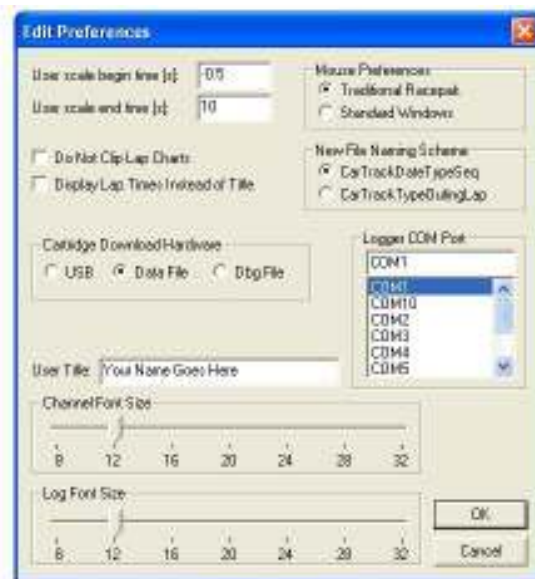 Edit Preferences
User scale begin time [s]: -0.5
User scale end time [s]: 10
Mouse Preferences
Traditional Racepak
Standard Windows
Do Not Clip Lap Charts
Display Lap Times Instead of Title
New File Naming Scheme
CarTrackDateTypeSeq
CarTrackTypeOutingLap
Cartridge Download Hardware
USB Data File Dbg File
Logger COM Port
COM1
COM1
COM10
COM2
COM3
COM4
COM5
User Title: Your Name Goes Here
Channel Font Size
8 12 16 20 24 28 32
Log Font Size
8 12 16 20 24 28 32
OK
Cancel